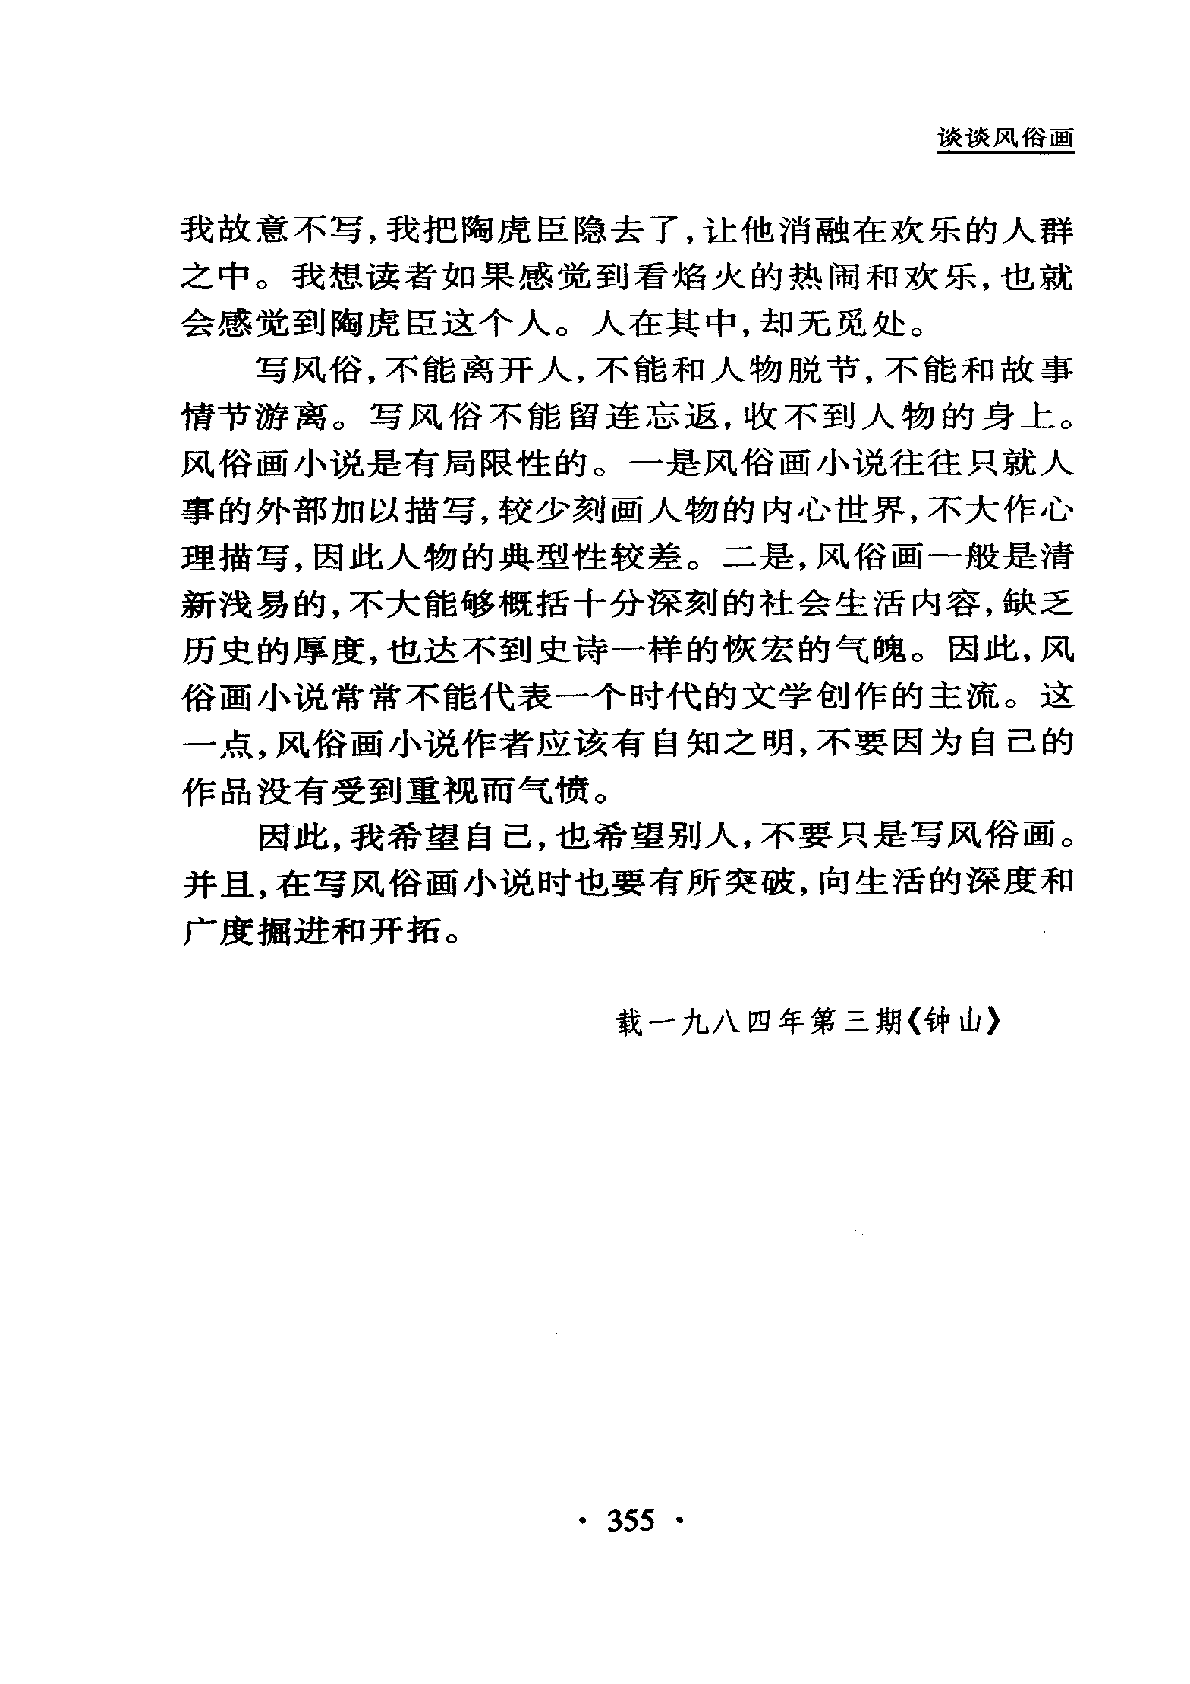 谈谈风俗画
我故意不写,我把陶虎臣隐去了,让他消融在欢乐的人群
之中。我想读者如果感觉到看焰火的热闹和欢乐,也就
会感觉到陶虎臣这个人。人在其中,却无觅处。
写风俗,不能离开人,不能和人物脱节,不能和故事
情节游离。写风俗不能留连忘返,收不到人物的身上。
风俗画小说是有局限性的。一是风俗画小说往往只就人
事的外部加以描写,较少刻画人物的内心世界,不大作心
理描写,因此人物的典型性较差。二是,风俗画一般是清
新浅易的,不大能够概括十分深刻的社会生活内容,缺乏
历史的厚度,也达不到史诗一样的恢宏的气魄。因此,风
俗画小说常常不能代表一个时代的文学创作的主流。这
一点,风俗画小说作者应该有自知之明,不要因为自己的
作品没有受到重视而气愤。
因此,我希望自己,也希望别人,不要只是写风俗画。
并且,在写风俗画小说时也要有所突破,向生活的深度和
广度掘进和开拓。
载一九八四年第三期《钟山》
· 355 ·